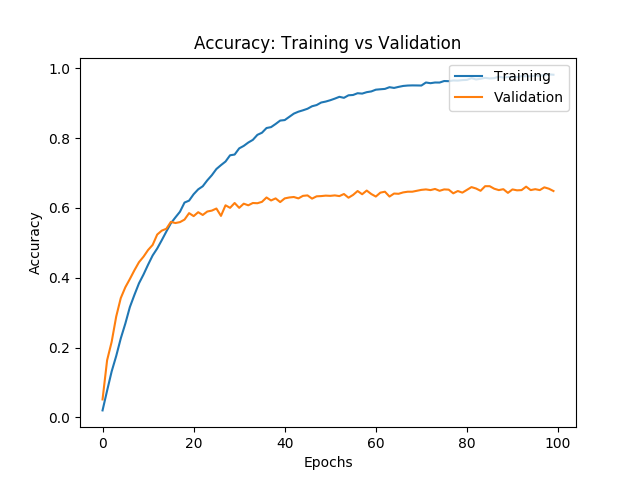 Accuracy: Training vs Validation
Training
Validation
1.0
0.8
0.6
0.4
0.2
0.0
Accuracy
0 20 40 60 80 100
Epochs